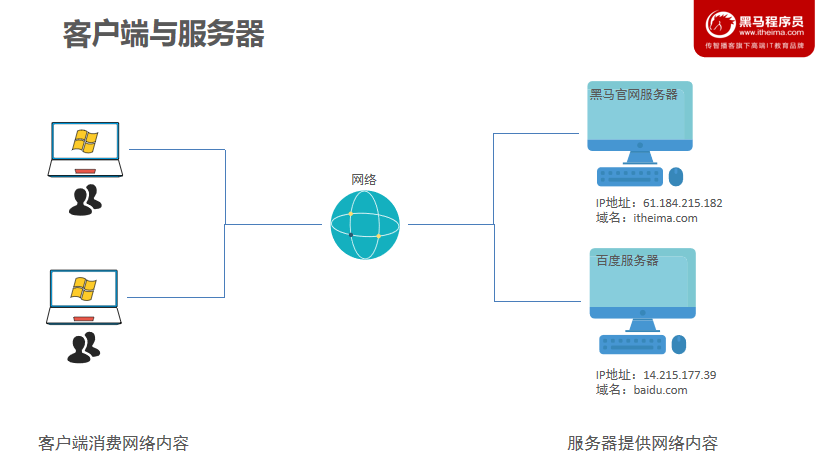 客户端与服务器
黑马程序员
www.itheima.com
传智播客旗下高端IT教育品牌
黑马官网服务器
网络
IP地址：61.184.215.182
域名：itheima.com
百度服务器
IP地址：14.215.177.39
域名：baidu.com
客户端消费网络内容
服务器提供网络内容